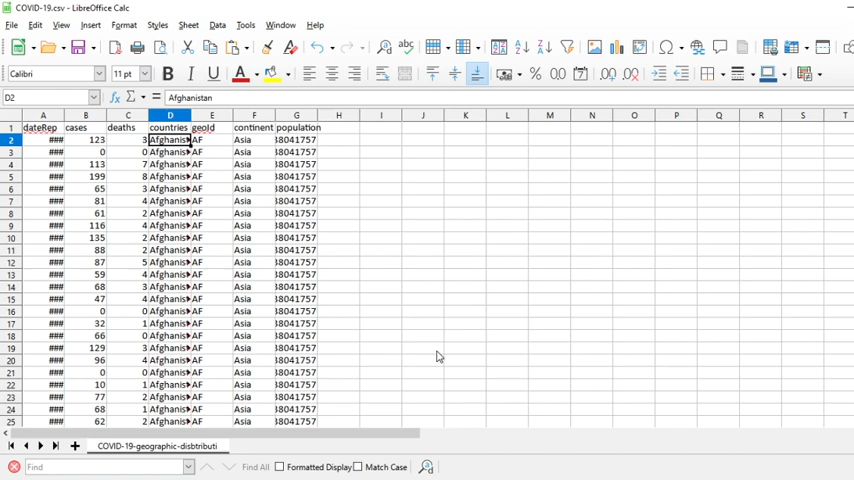 COVID-19.csv - LibreOffice Calc
File Edit View Insert Format Styles Sheet Data Tools Window Help
Calibri 11 pt
D2 Afghanistan
A B C D E F G H I J K L M N O P Q R S T
1 dateRep cases deaths countries geoId continent population
2 ### 123 3 Afghanis AF Asia 38041757
3 ### 0 0 Afghanis AF Asia 38041757
4 ### 113 7 Afghanis AF Asia 38041757
5 ### 199 8 Afghanis AF Asia 38041757
6 ### 65 3 Afghanis AF Asia 38041757
7 ### 81 4 Afghanis AF Asia 38041757
8 ### 61 2 Afghanis AF Asia 38041757
9 ### 116 4 Afghanis AF Asia 38041757
10 ### 135 2 Afghanis AF Asia 38041757
11 ### 88 2 Afghanis AF Asia 38041757
12 ### 87 5 Afghanis AF Asia 38041757
13 ### 59 4 Afghanis AF Asia 38041757
14 ### 68 3 Afghanis AF Asia 38041757
15 ### 47 4 Afghanis AF Asia 38041757
16 ### 0 0 Afghanis AF Asia 38041757
17 ### 32 1 Afghanis AF Asia 38041757
18 ### 66 0 Afghanis AF Asia 38041757
19 ### 129 3 Afghanis AF Asia 38041757
20 ### 96 4 Afghanis AF Asia 38041757
21 ### 0 0 Afghanis AF Asia 38041757
22 ### 10 1 Afghanis AF Asia 38041757
23 ### 77 2 Afghanis AF Asia 38041757
24 ### 68 1 Afghanis AF Asia 38041757
25 ### 62 2 Afghanis AF Asia 38041757
COVID-19-geographic-disbtributi
Find Find All Formatted Display Match Case